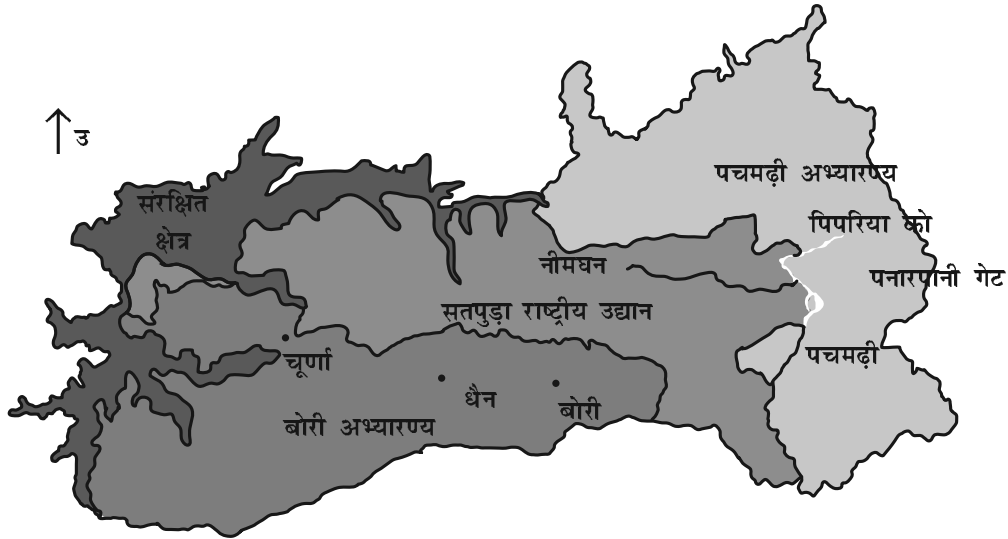 उ
पचमढ़ी अभ्यारण्य
संरक्षित
क्षेत्र
पिपरिया को
नीमघन
पनारपानी गेट
सतपुड़ा राष्ट्रीय उद्यान
चूर्णा
पचमढ़ी
धैन
बोरी
बोरी अभ्यारण्य